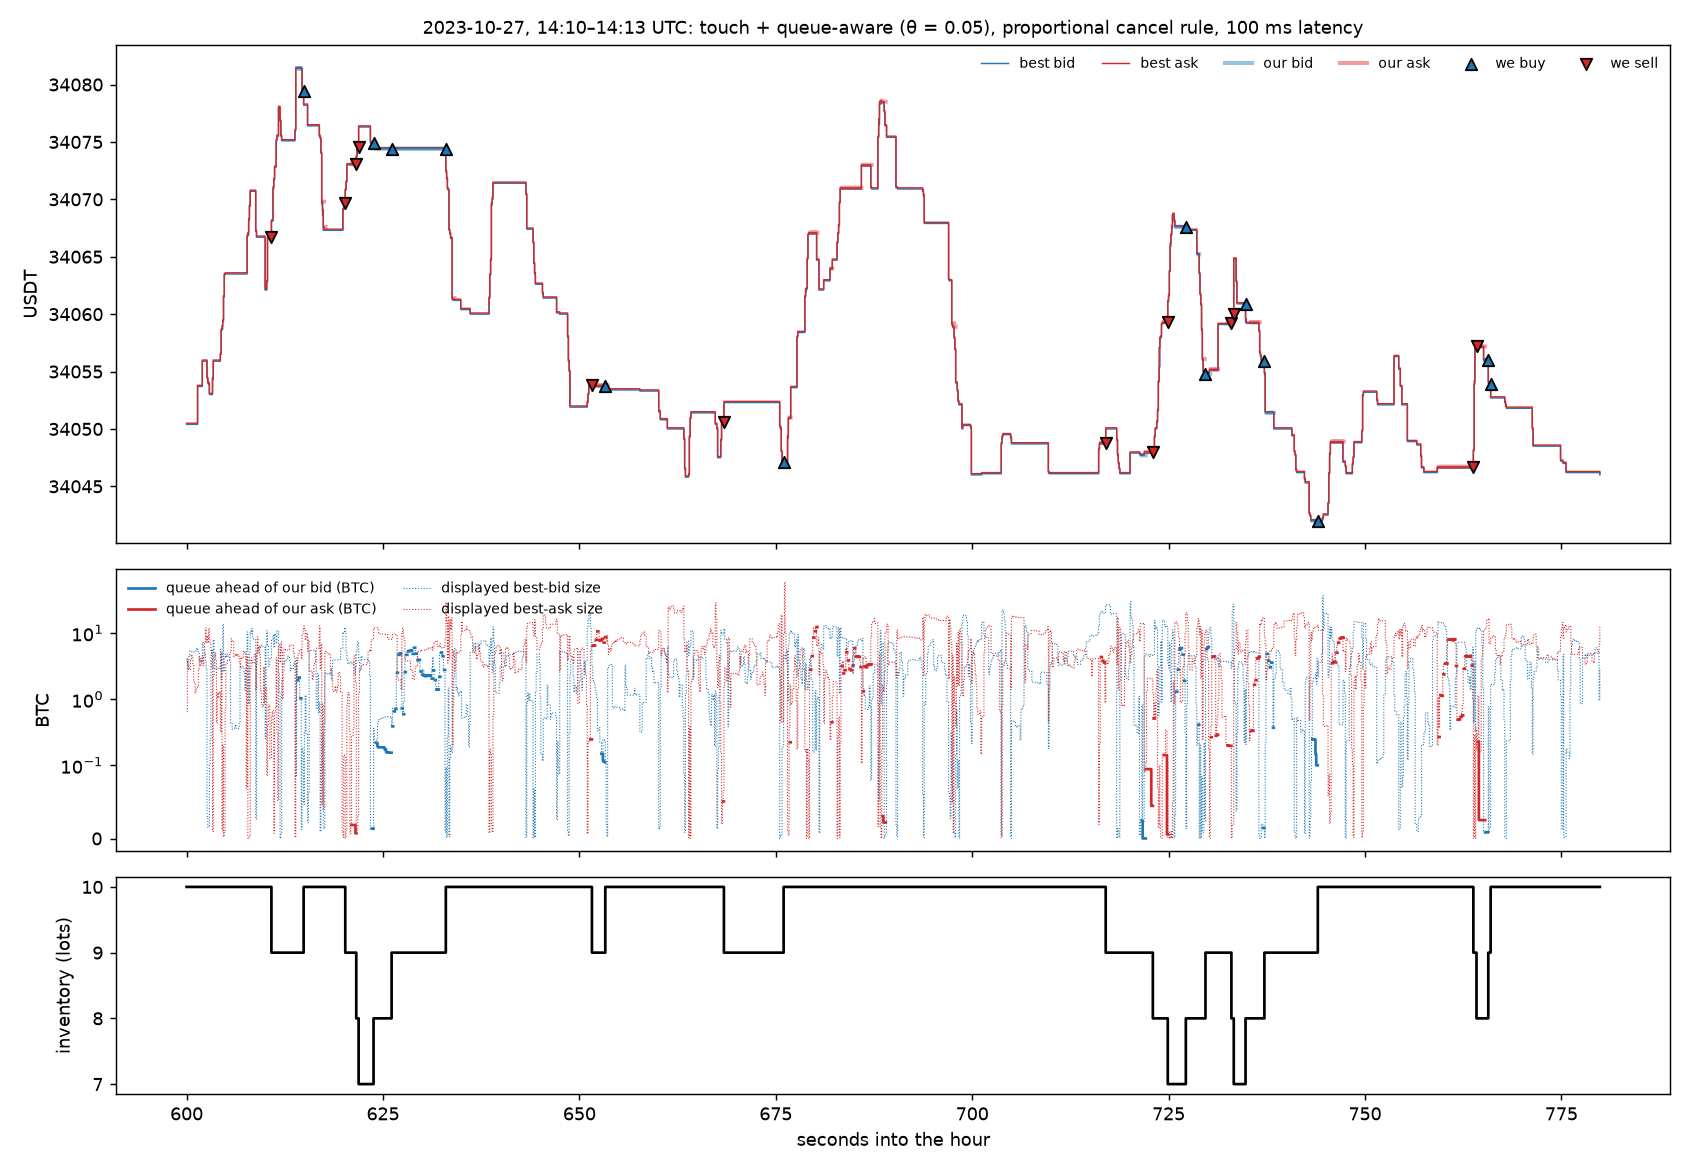 2023-10-27, 14:10–14:13 UTC: touch + queue-aware (θ = 0.05), proportional cancel rule, 100 ms latency
best bid
best ask
our bid
our ask
we buy
we sell
34080
34075
34070
34065
34060
34055
34050
34045
USDT
queue ahead of our bid (BTC)
displayed best-bid size
queue ahead of our ask (BTC)
displayed best-ask size
10¹
10⁰
10⁻¹
0
BTC
10
9
8
7
inventory (lots)
600
625
650
675
700
725
750
775
seconds into the hour